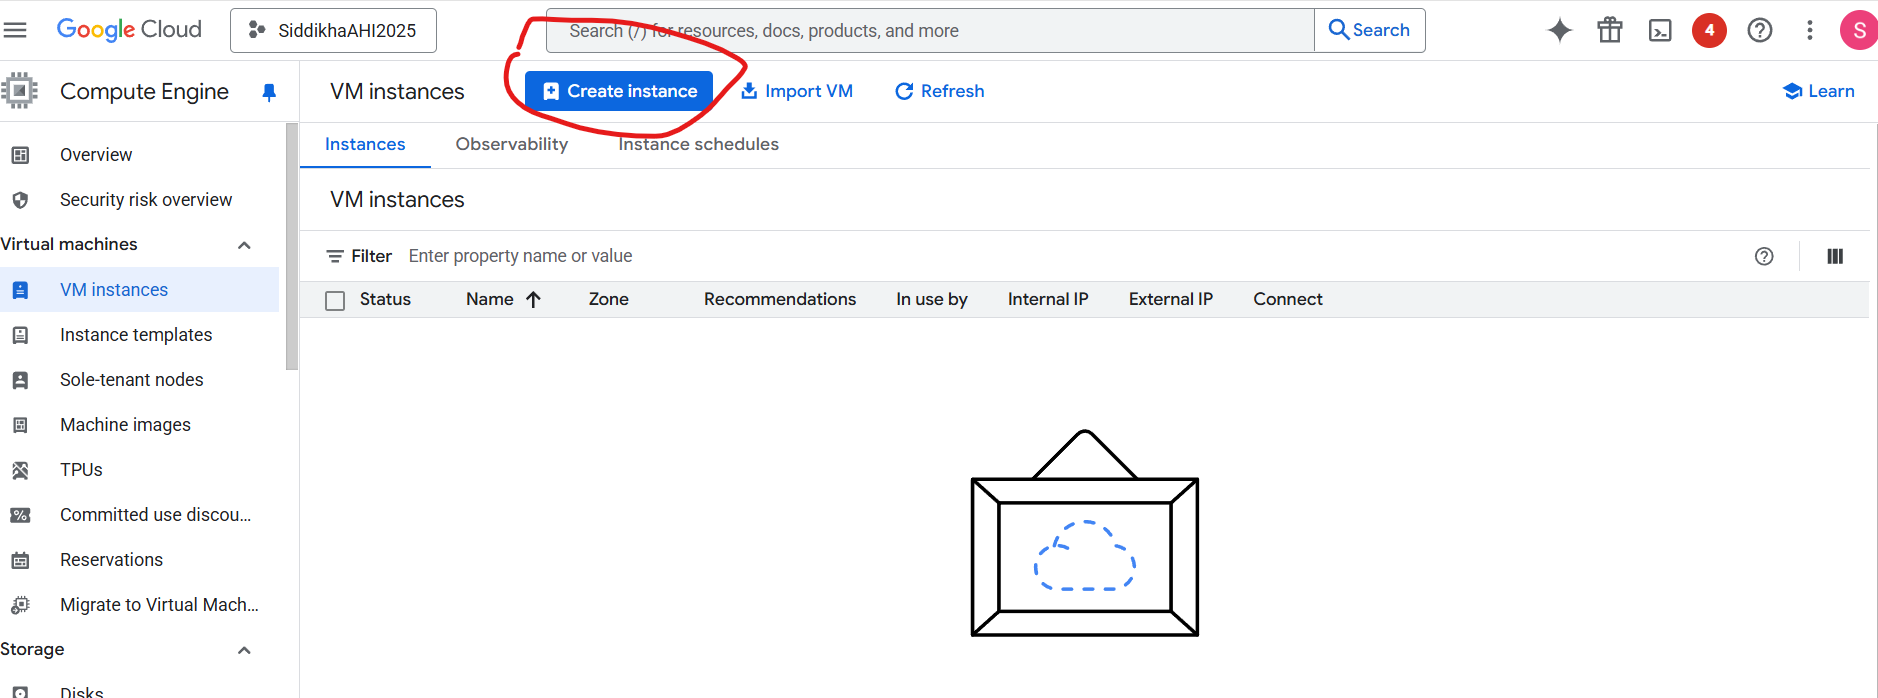 Google Cloud
SiddikhaAHI2025
Search (/) for resources, docs, products, and more
Search
4
S
Compute Engine
VM instances
Create instance
Import VM
Refresh
Learn
Overview
Security risk overview
Virtual machines
VM instances
Instance templates
Sole-tenant nodes
Machine images
TPUs
Committed use discou...
Reservations
Migrate to Virtual Mach...
Storage
Disks
Instances Observability Instance schedules
VM instances
Filter Enter property name or value
Status Name Zone Recommendations In use by Internal IP External IP Connect